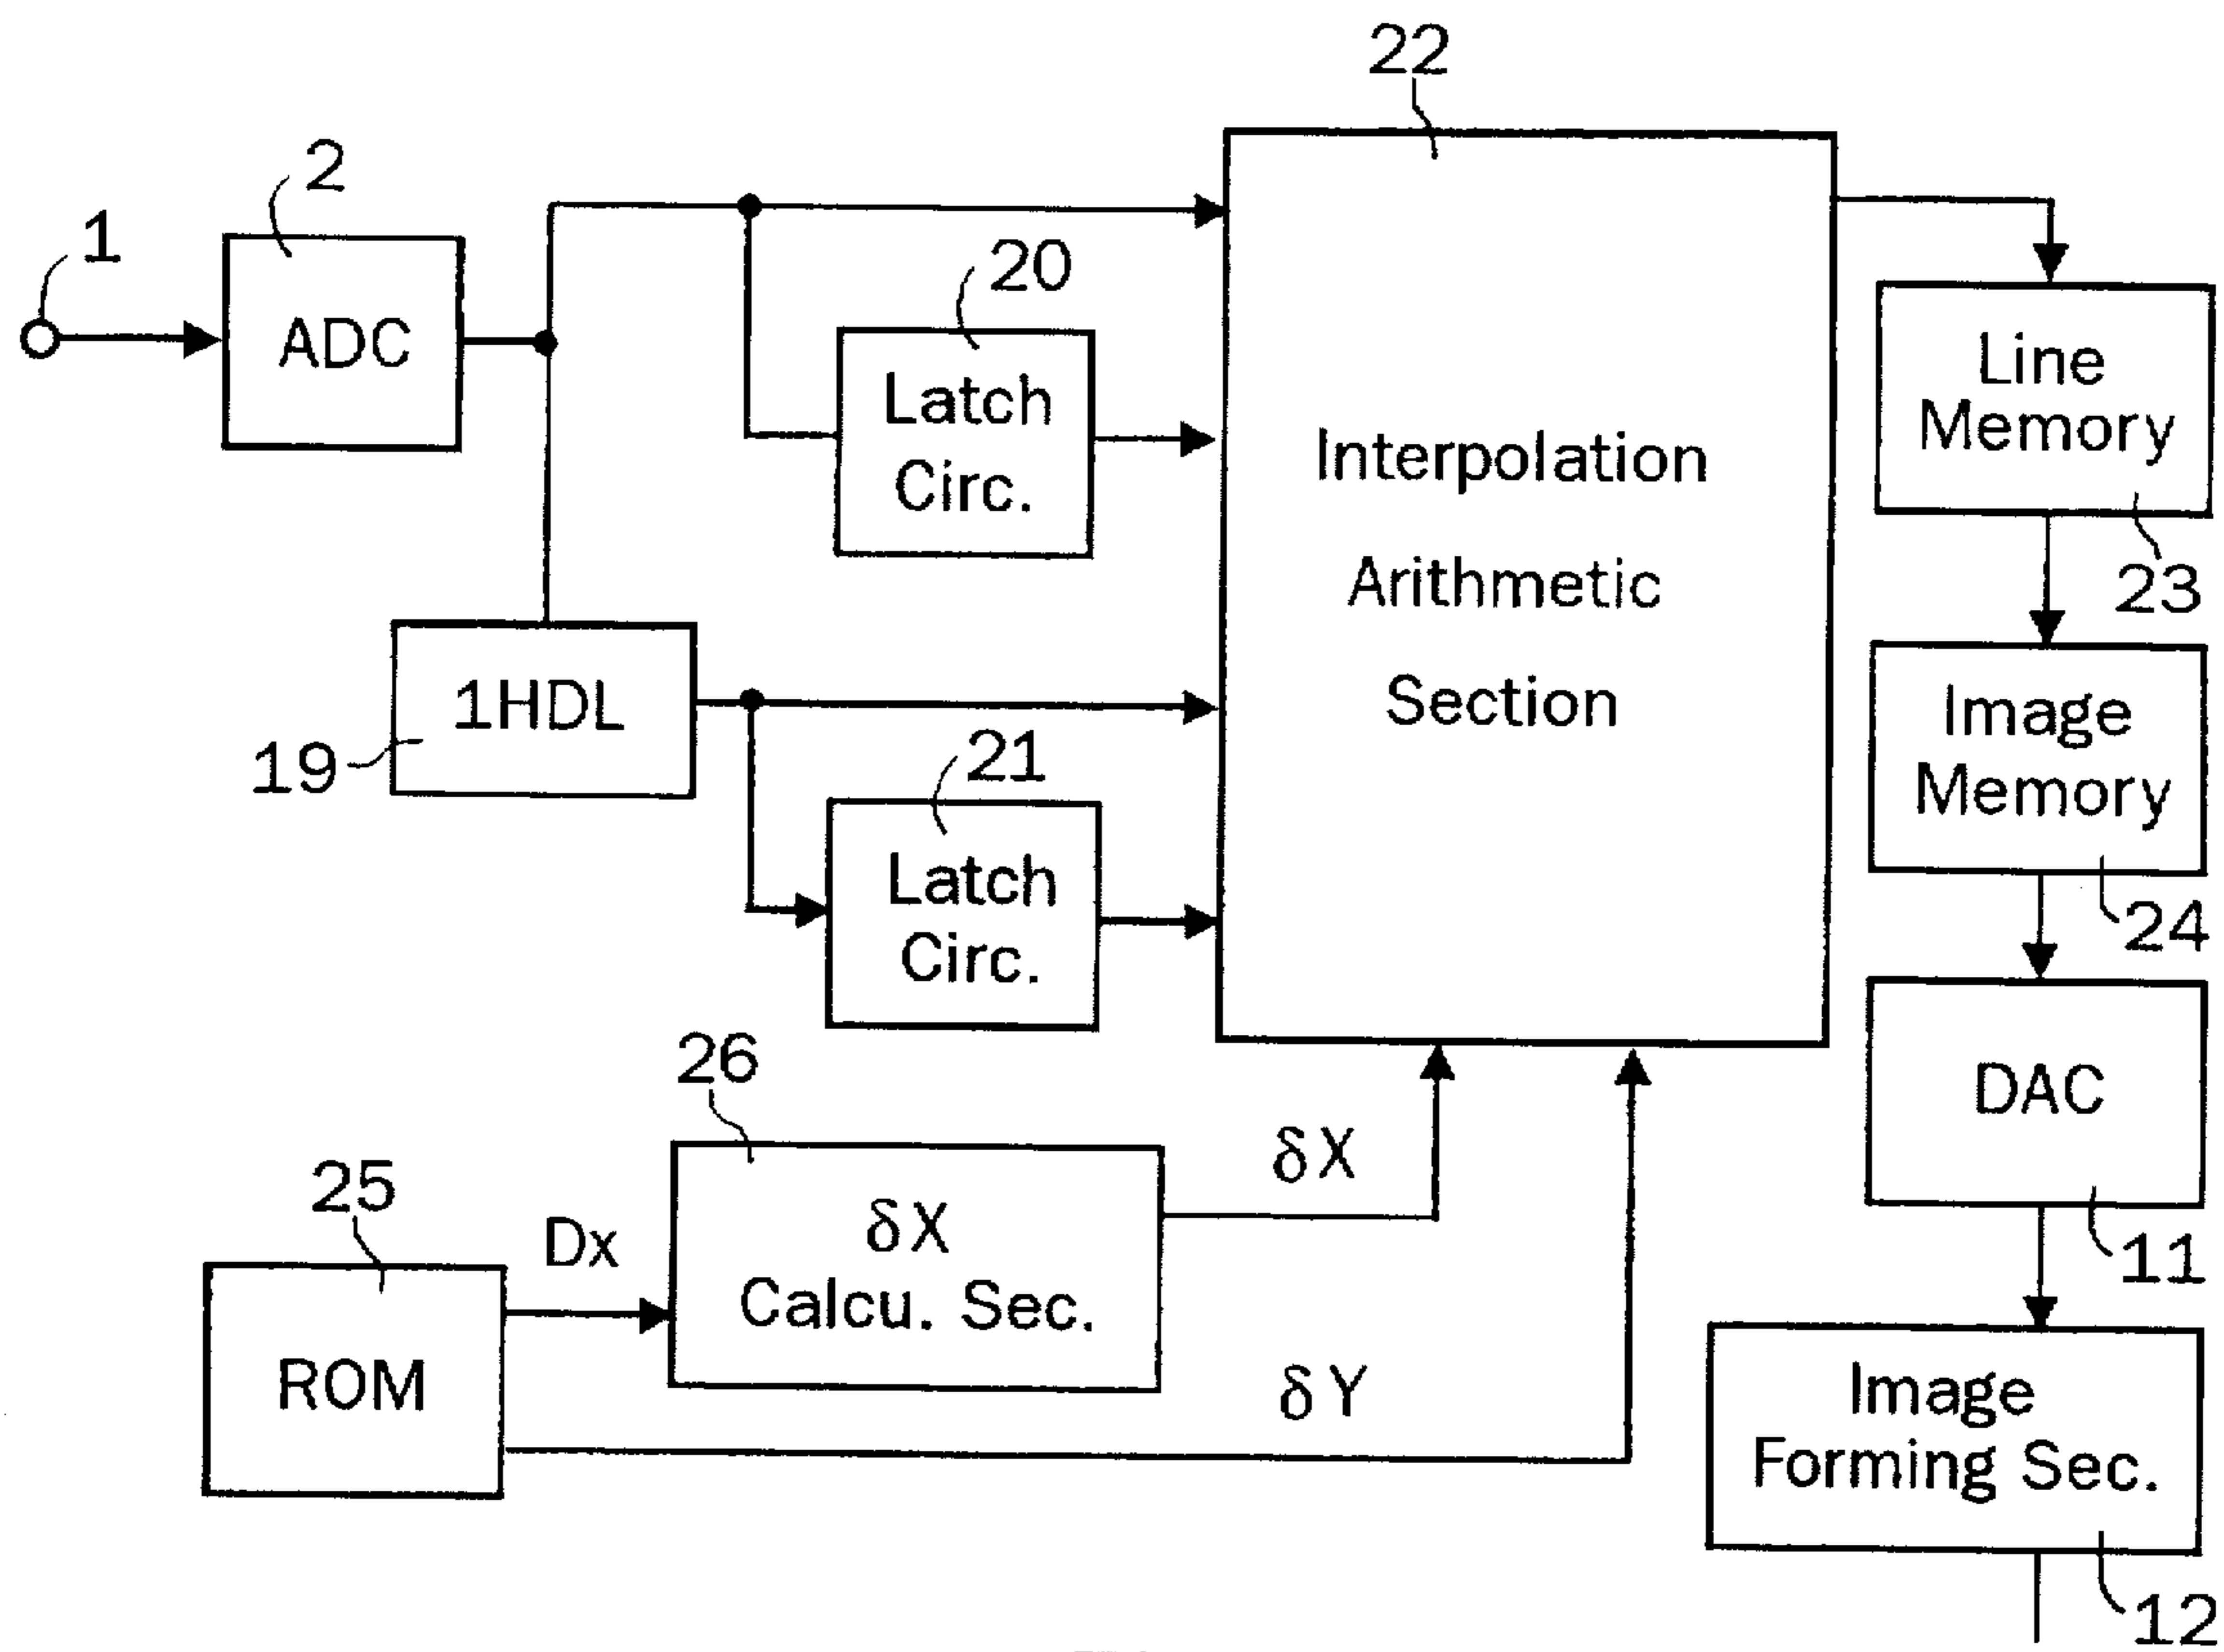 22
2
1
ADC
20
Latch
Circ.
Line
Memory
23
Interpolation
Arithmetic
Section
1HDL
19
21
Latch
Circ.
Image
Memory
24
26
δX
DAC
11
25
Dx
δX
Calcu. Sec.
ROM
δY
Image
Forming Sec.
12